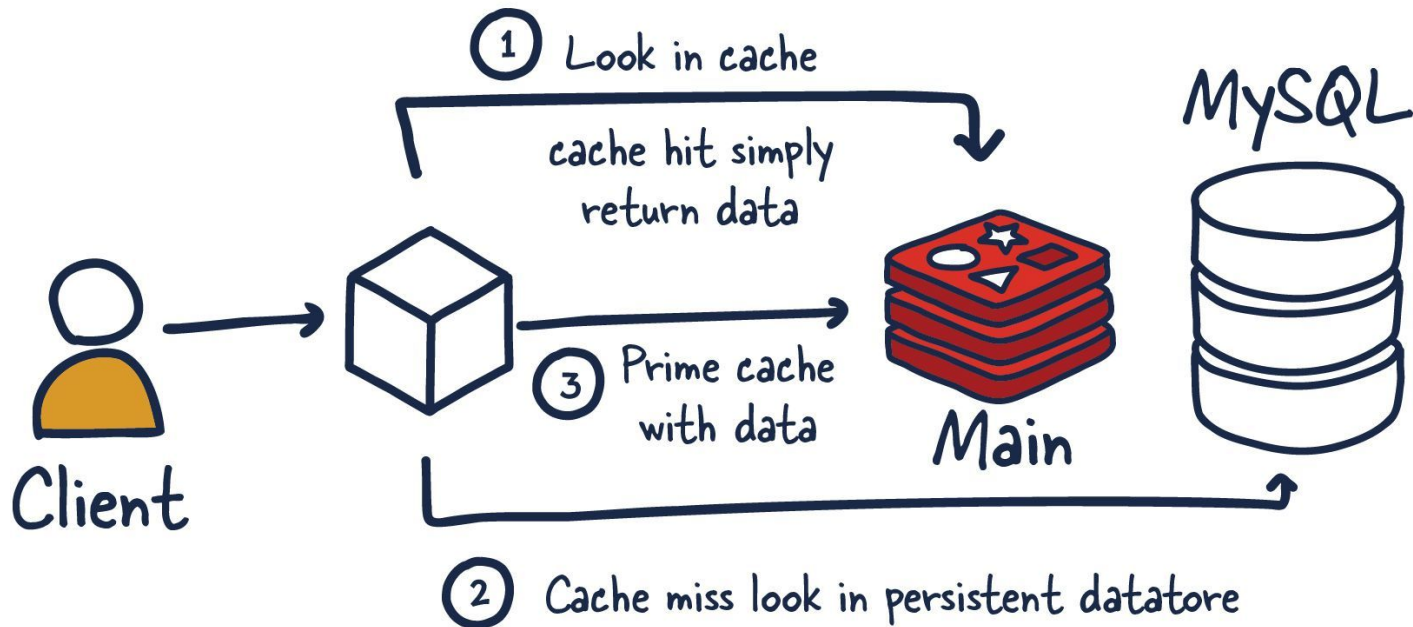 1 Look in cache
cache hit simply
return data
MySQL
3 Prime cache
with data
Main
Client
2 Cache miss look in persistent datatore